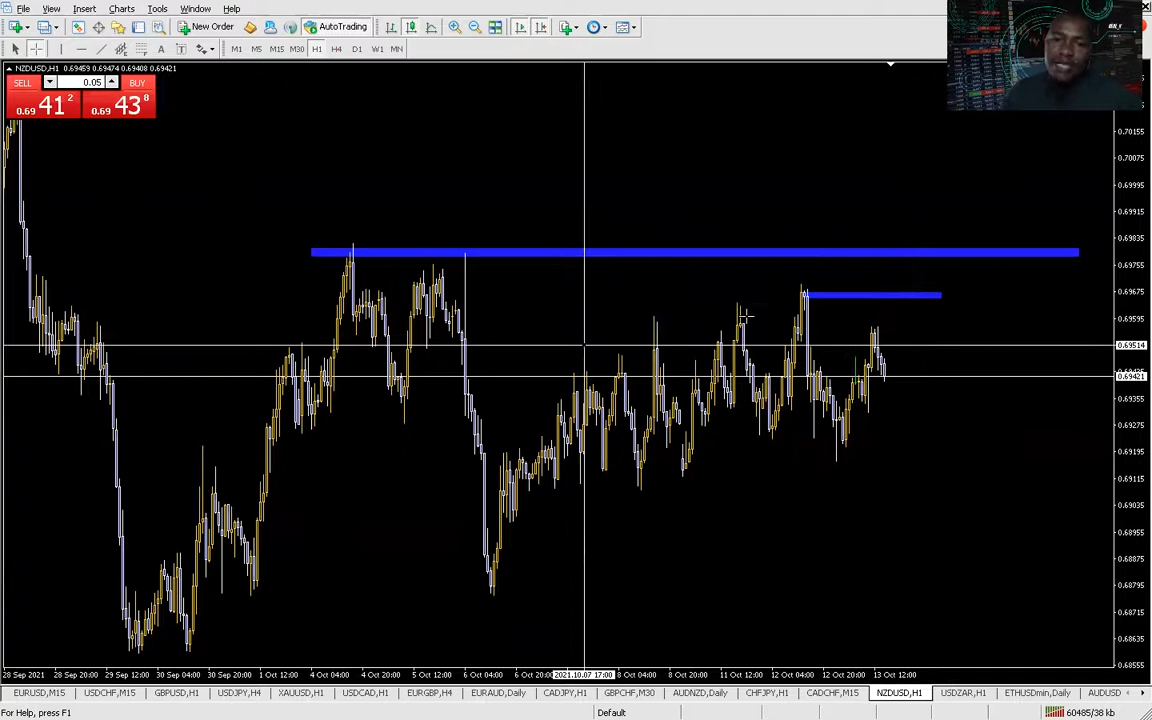 File View Insert Charts Tools Window Help
New Order AutoTrading
A T M1 M5 M15 M30 H1 H4 D1 W1 MN
NZDUSD,H1 0.69459 0.69474 0.69408 0.69421
SELL 0.05 BUY
0.69 41 2 0.69 43 8
0.70155
0.70075
0.69995
0.69915
0.69835
0.69755
0.69675
0.69595
0.69514
0.69421
0.69355
0.69275
0.69195
0.69115
0.69035
0.68955
0.68875
0.68795
0.68715
0.68635
0.68555
28 Sep 2021 28 Sep 20:00 29 Sep 12:00 30 Sep 04:00 30 Sep 20:00 1 Oct 12:00 4 Oct 04:00 4 Oct 20:00 5 Oct 12:00 6 Oct 04:00 6 Oct 20:00 2021.10.07 17:00 8 Oct 04:00 8 Oct 20:00 11 Oct 12:00 12 Oct 04:00 12 Oct 20:00 13 Oct 12:00
EURUSD,M15 USDCHF,M15 GBPUSD,H1 USDJPY,H4 XAUUSD,H1 USDCAD,H1 EURGBP,H4 EURAUD,Daily CADJPY,H1 GBPCHF,M30 AUDNZD,Daily CHFJPY,H1 CADCHF,M15 NZDUSD,H1 USDZAR,H1 ETHUSDmin,Daily AUDUSD
For Help, press F1 Default 60485/38 kb